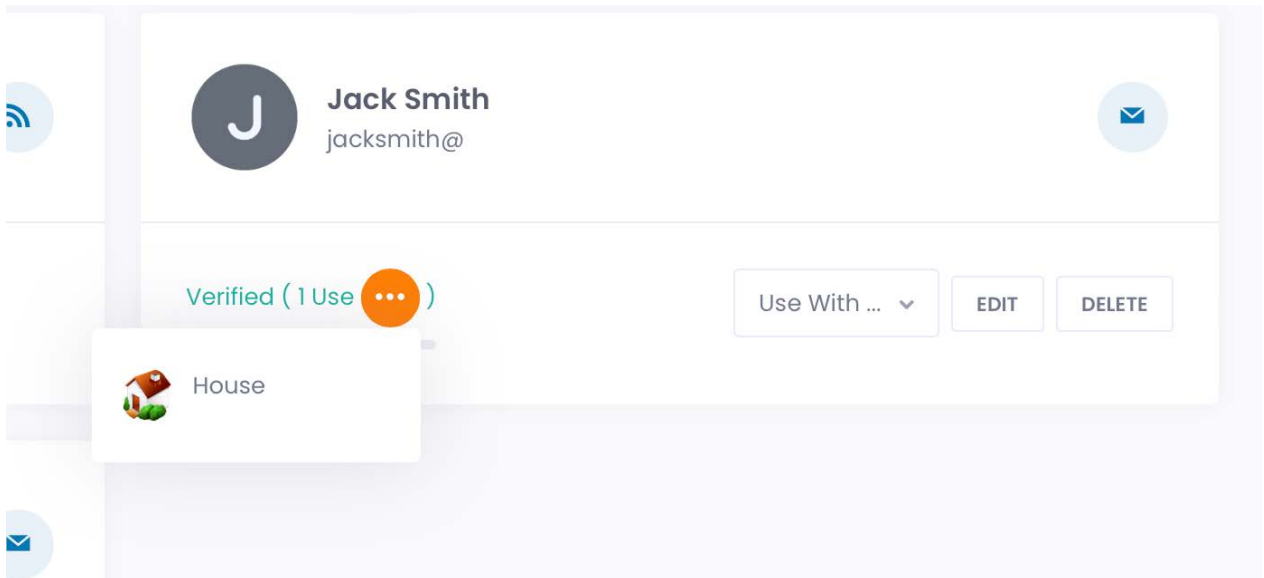 J
Jack Smith
jacksmith@
Verified ( 1 Use ... )
Use With ...
EDIT
DELETE
House